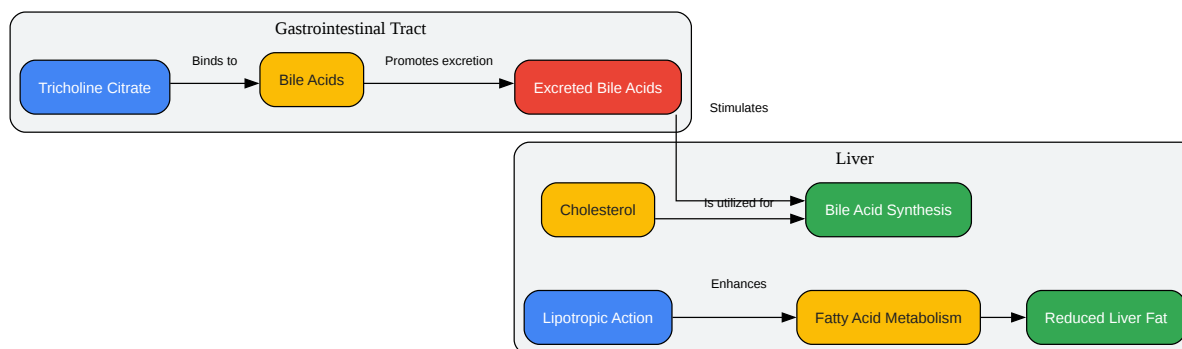 Gastrointestinal Tract
Tricholine Citrate
Binds to
Bile Acids
Promotes excretion
Excreted Bile Acids
Stimulates
Liver
Cholesterol
Is utilized for
Bile Acid Synthesis
Lipotropic Action
Enhances
Fatty Acid Metabolism
Reduced Liver Fat